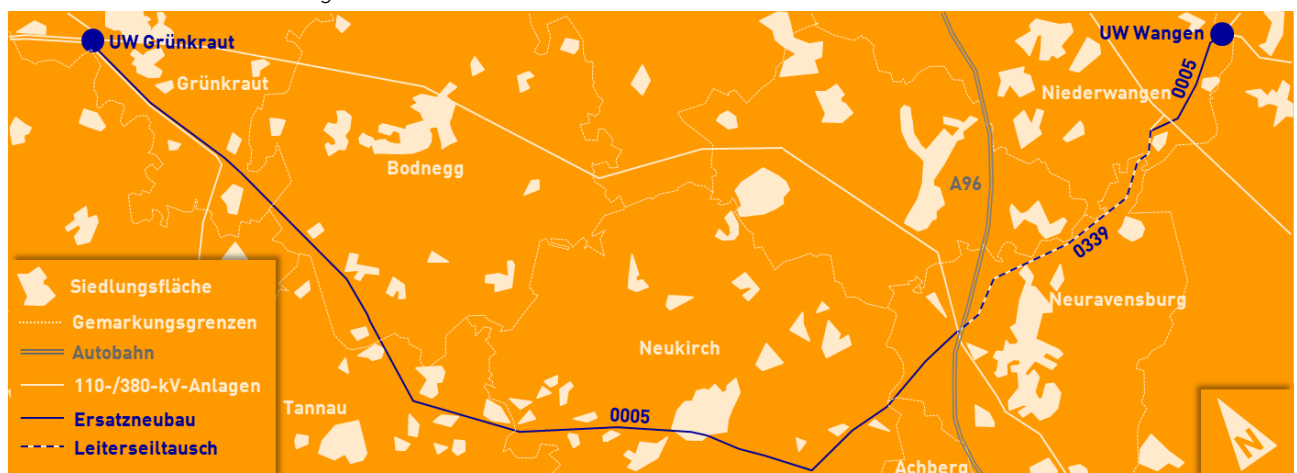 UW Grünkraut
Grünkraut
Bodnegg
A96
UW Wangen
0005
Niederwangen
0339
Neuravensburg
Neukirch
0005
Tannau
Achberg
Siedlungsfläche
Gemarkungsgrenzen
Autobahn
110-/380-kV-Anlagen
Ersatzneubau
Leiterseiltausch
N